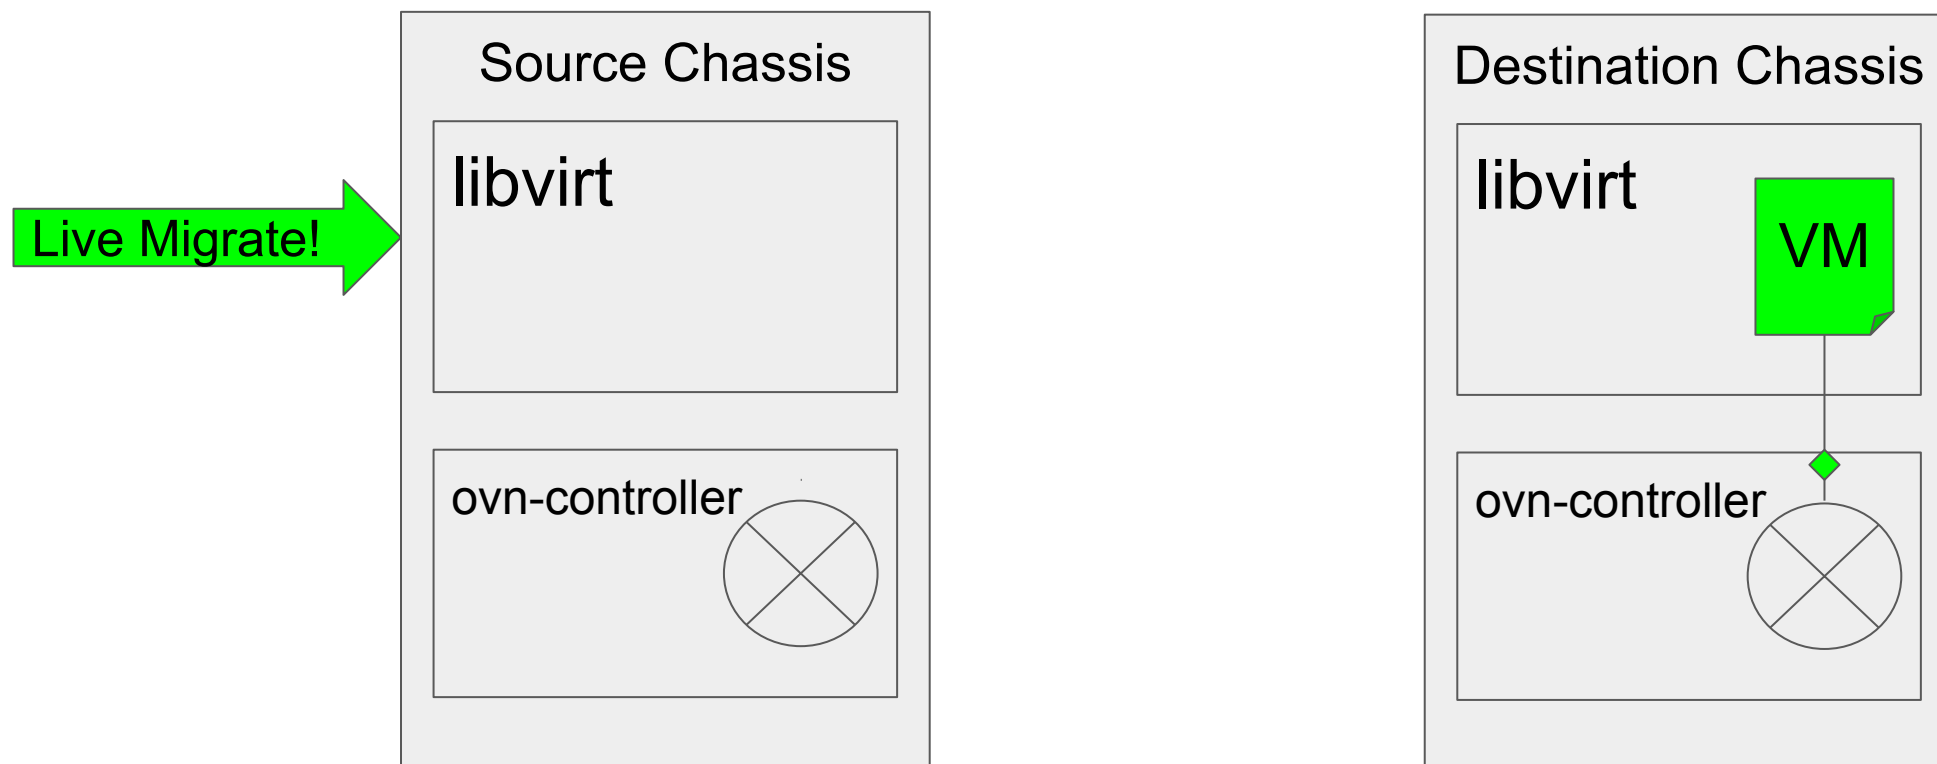 Source Chassis
libvirt
ovn-controller
Live Migrate!
Destination Chassis
libvirt
VM
ovn-controller